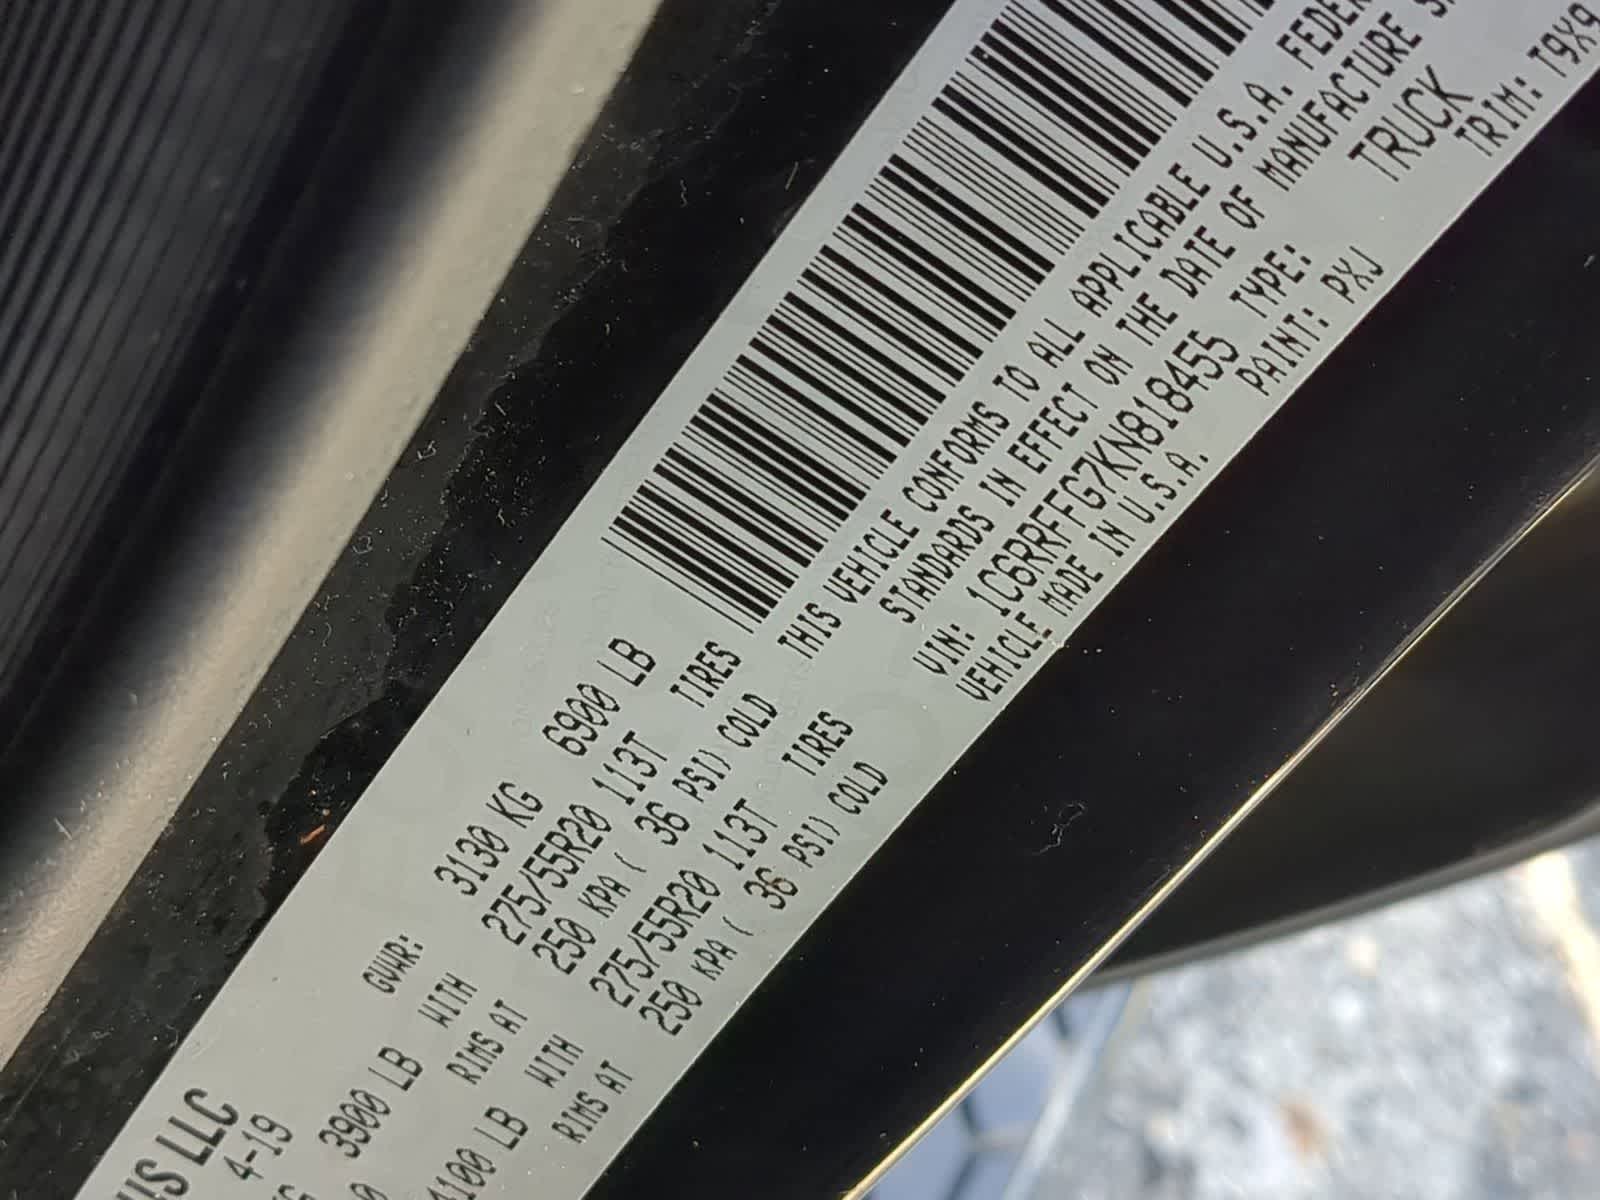 US LLC
4-19
GVWR: 3130 KG 6900 LB
3900 LB WITH 275/55R20 113T TIRES
RIMS AT 250 KPA ( 36 PSI) COLD
4100 LB WITH 275/55R20 113T TIRES
RIMS AT 250 KPA ( 36 PSI) COLD
THIS VEHICLE CONFORMS TO ALL APPLICABLE U.S.A. FEDER
STANDARDS IN EFFECT ON THE DATE OF MANUFACTURE S
VIN: 1C6RRFFG7KN818455 TYPE: TRUCK
VEHICLE MADE IN U.S.A. PAINT: PXJ TRIM: T9X9